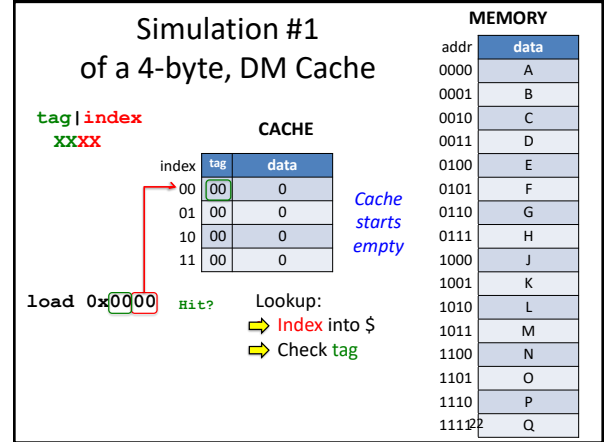 Simulation #1
of a 4-byte, DM Cache
tag|index
XXXX
CACHE
index tag data
00 00 0
01 00 0
10 00 0
11 00 0
Cache
starts
empty
load 0x0000 Hit?
Lookup:
Index into $
Check tag
MEMORY
addr data
0000 A
0001 B
0010 C
0011 D
0100 E
0101 F
0110 G
0111 H
1000 J
1001 K
1010 L
1011 M
1100 N
1101 O
1110 P
1111 Q
22